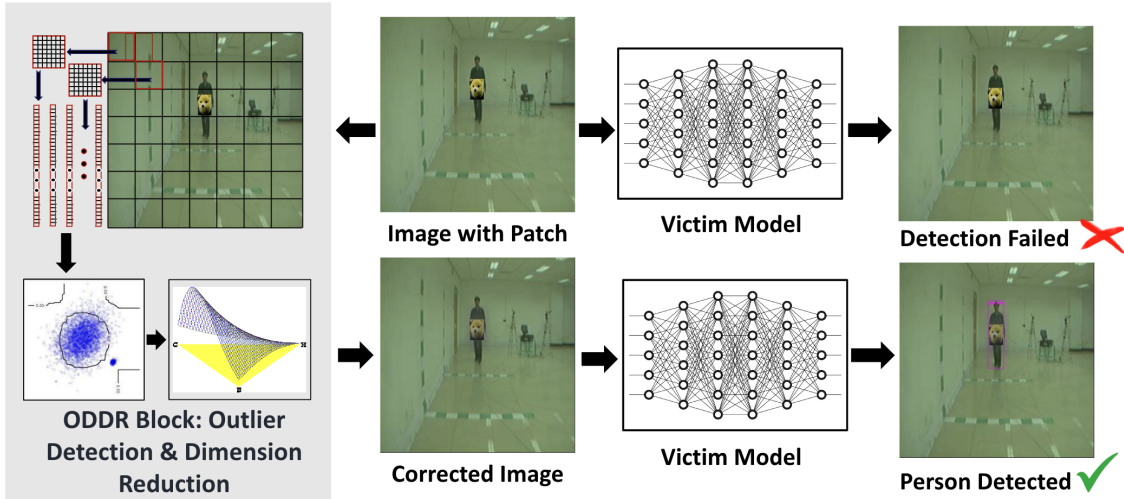 Image with Patch
Victim Model
Detection Failed
C
H
ODDR Block: Outlier
Detection & Dimension
Reduction
Corrected Image
Victim Model
Person Detected